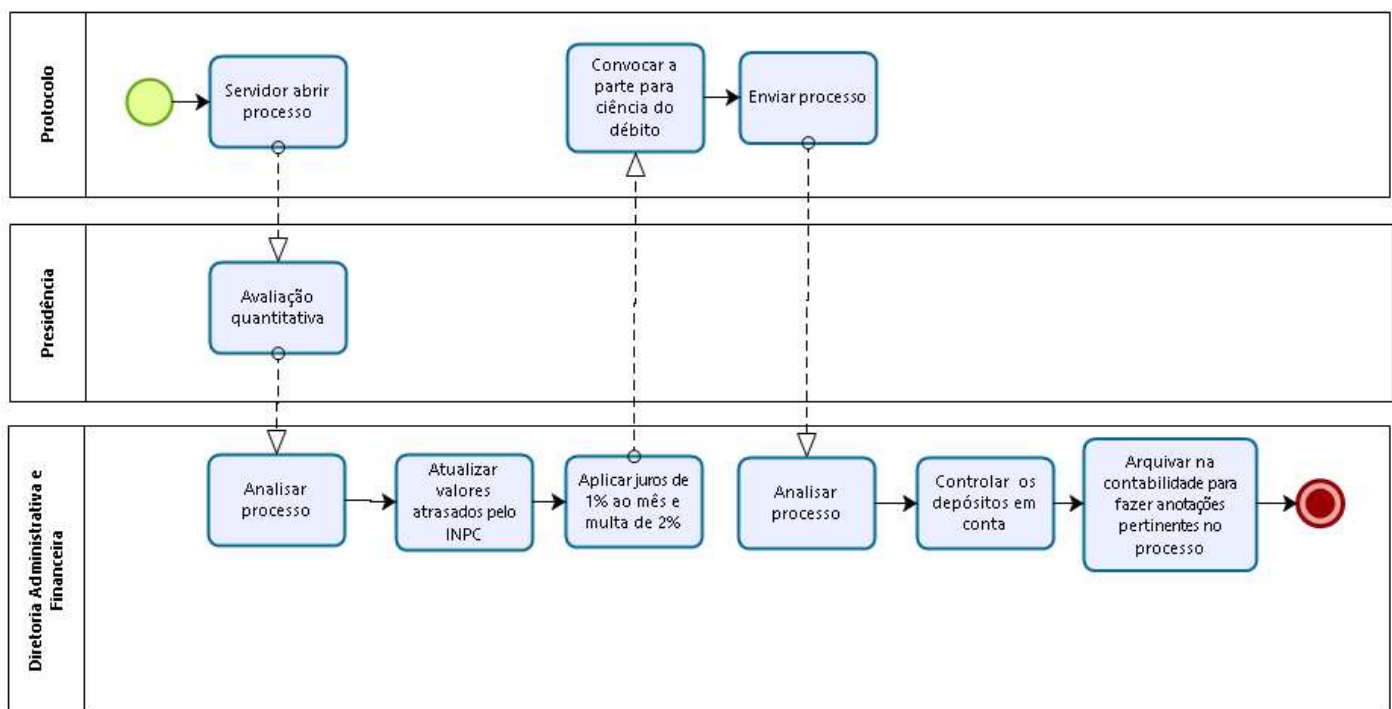 Protocolo
Servidor abrir
processo
Convocar a
parte para
ciência do
débito
Enviar processo
Presidência
Avaliação
quantitativa
Diretoria Administrativa e
Financeira
Analisar
processo
Atualizar
valores
atrasados pelo
INPC
Aplicar juros de
1% ao mês e
multa de 2%
Analisar
processo
Controlar os
depósitos em
conta
Arquivar na
contabilidade para
fazer anotações
pertinentes no
processo